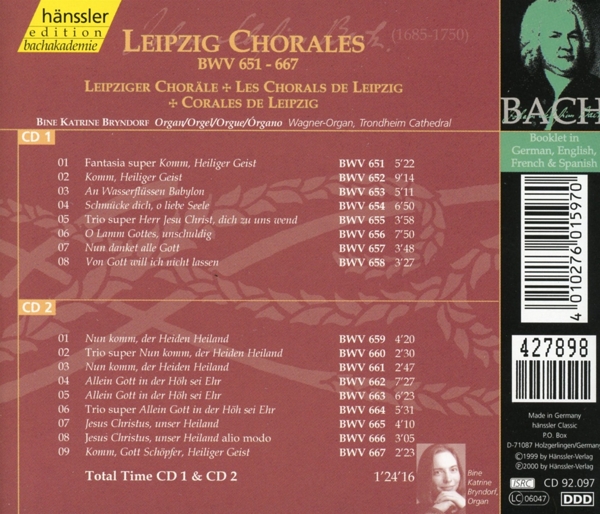 hänssler
edition
bachakademie
LEIPZIG CHORALES
(1685-1750)
BWV 651 - 667
LEIPZIGER CHORÄLE + LES CHORALS DE LEIPZIG
+ CORALES DE LEIPZIG
BINE KATRINE BRYNDORF Organ/Orgel/Orgue/Órgano Wagner-Organ, Trondheim Cathedral
CD 1
01 Fantasia super Komm, Heiliger Geist BWV 651 5'22
02 Komm, Heiliger Geist BWV 652 9'14
03 An Wasserflüssen Babylon BWV 653 5'11
04 Schmücke dich, o liebe Seele BWV 654 6'50
05 Trio super Herr Jesu Christ, dich zu uns wend BWV 655 3'58
06 O Lamm Gottes, unschuldig BWV 656 7'50
07 Nun danket alle Gott BWV 657 3'48
08 Von Gott will ich nicht lassen BWV 658 3'27
CD 2
01 Nun komm, der Heiden Heiland BWV 659 4'20
02 Trio super Nun komm, der Heiden Heiland BWV 660 2'30
03 Nun komm, der Heiden Heiland BWV 661 2'47
04 Allein Gott in der Höh sei Ehr BWV 662 7'27
05 Allein Gott in der Höh sei Ehr BWV 663 6'23
06 Trio super Allein Gott in der Höh sei Ehr BWV 664 5'31
07 Jesus Christus, unser Heiland BWV 665 4'10
08 Jesus Christus, unser Heiland alio modo BWV 666 3'05
09 Komm, Gott Schöpfer, Heiliger Geist BWV 667 2'23
Total Time CD 1 & CD 2 1'24'16
Bine
Katrine
Bryndorf,
Organ
BACH
Booklet in
German, English,
French & Spanish
4 010276 015970
427898
Made in Germany
hänssler Classic
P.O. Box
D-71087 Holzgerlingen/Germany
©1999 by Hänssler-Verlag
℗2000 by Hänssler-Verlag
ISRC CD 92.097
LC 06047 DDD